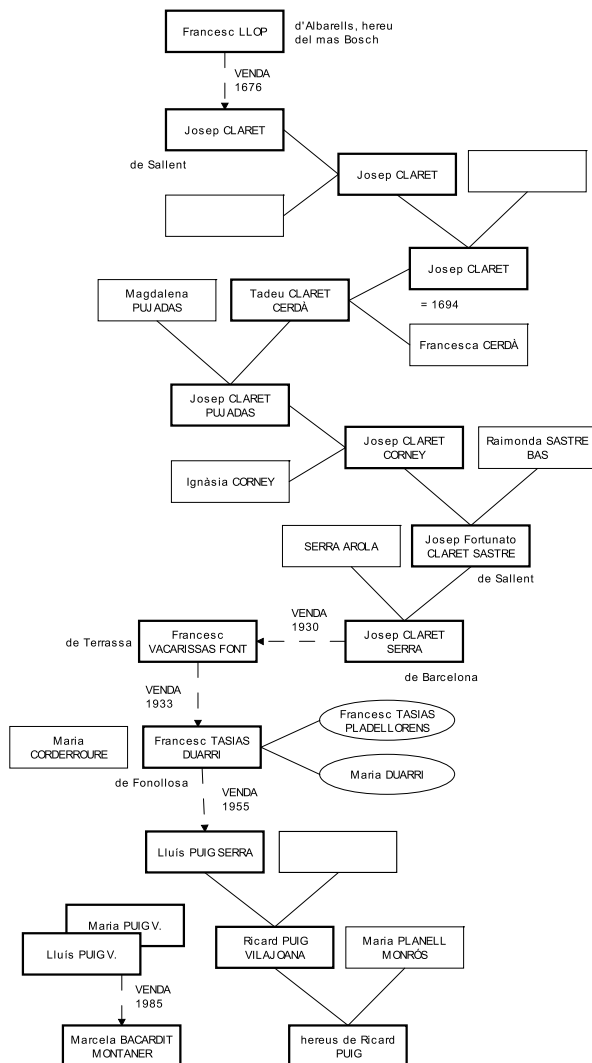 Francesc LLOP
d'Albarells, hereu
del mas Bosch
VENDA
1676
Josep CLARET
de Sallent
Josep CLARET
Josep CLARET
= 1694
Magdalena
PUJADAS
Tadeu CLARET
CERDÀ
Francesca CERDÀ
Josep CLARET
PUJADAS
Josep CLARET
CORNEY
Raimonda SASTRE
BAS
Ignàsia CORNEY
SERRA AROLA
Josep Fortunato
CLARET SASTRE
de Sallent
de Terrassa
Francesc
VACARISSAS FONT
VENDA
1930
Josep CLARET
SERRA
de Barcelona
VENDA
1933
Maria
CORDERROURE
Francesc TASIAS
DUARRI
Francesc TASIAS
PLADELLORENS
Maria DUARRI
de Fonollosa
VENDA
1955
Lluís PUIG SERRA
Maria PUIG V.
Lluís PUIG V.
Ricard PUIG
VILAJOANA
Maria PLANELL
MONRÓS
VENDA
1985
Marcela BACARDIT
MONTANER
hereus de Ricard
PUIG